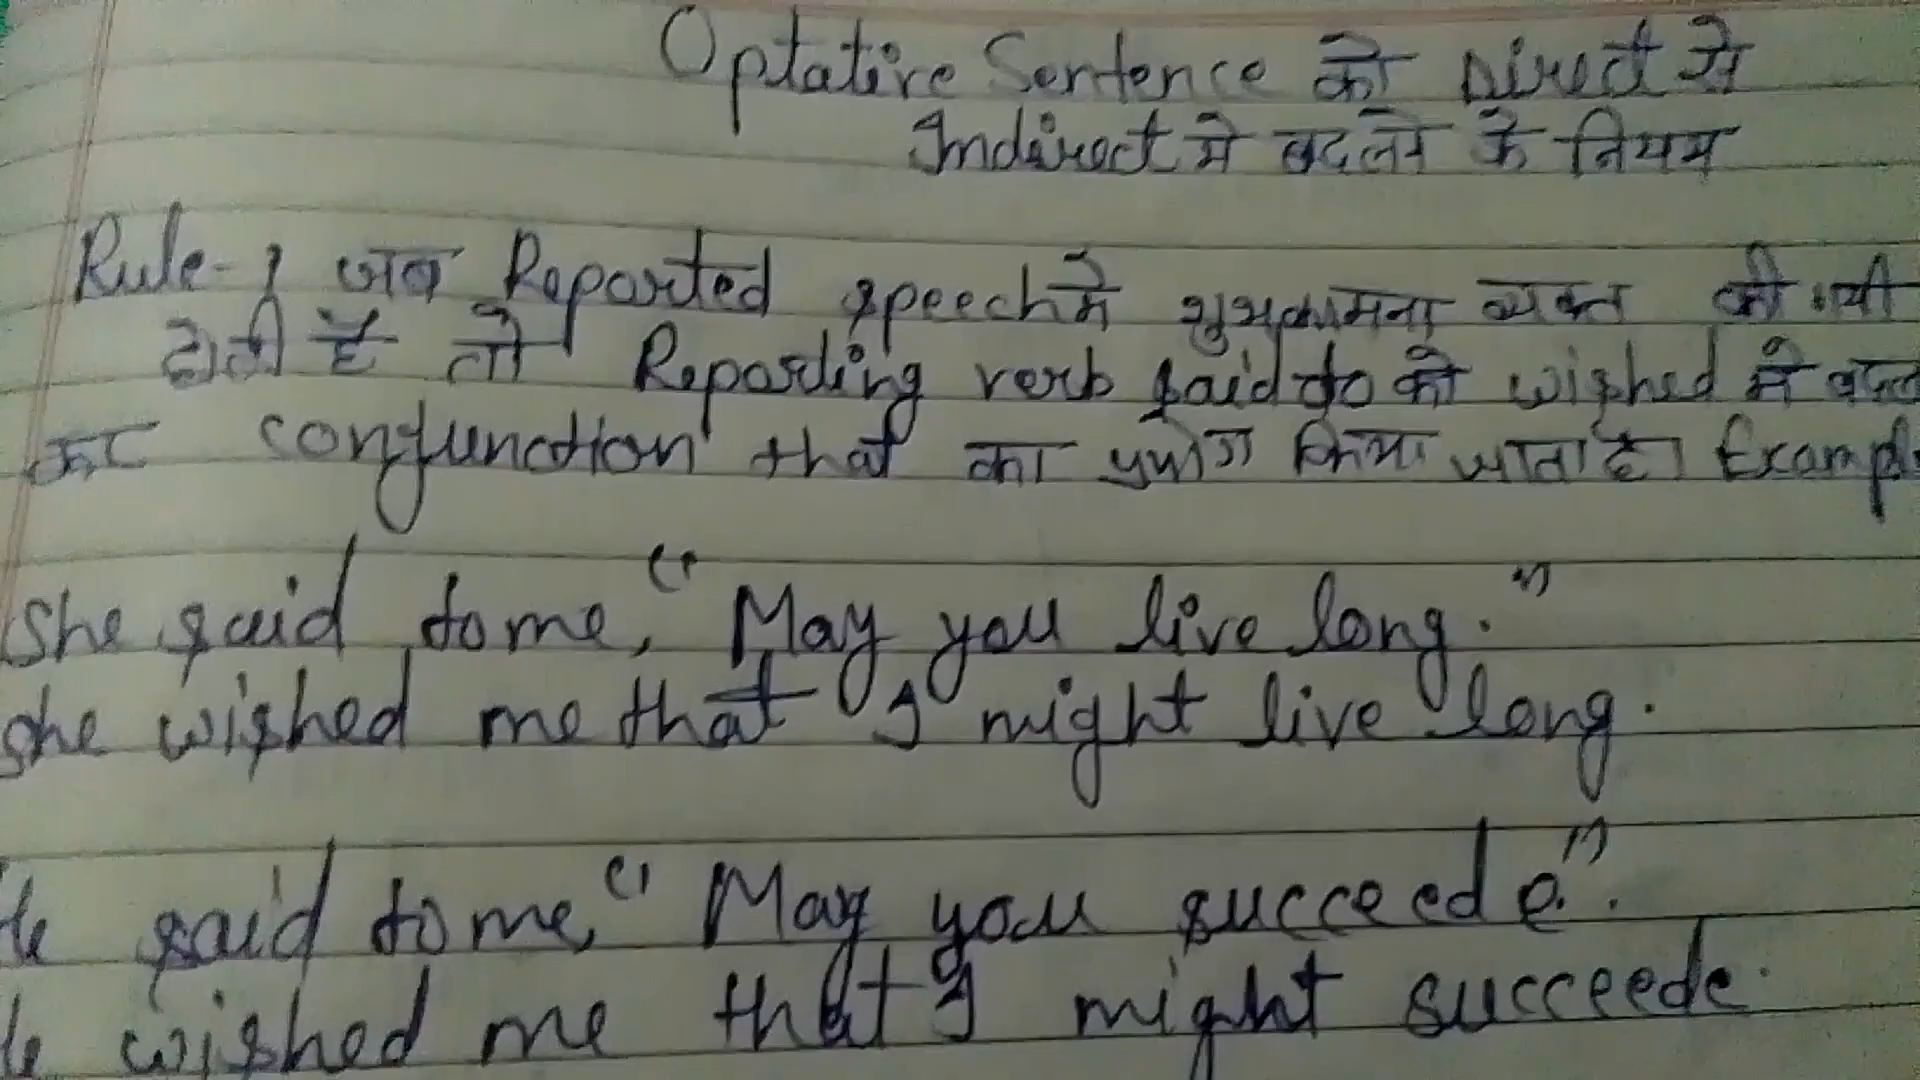 Optative Sentence को Direct से
Indirect मे बदलने के नियम
Rule-1 जब Reported speech मे शुभकामना व्यक्त की गयी
होती है तो Reporting verb said to को wished मे बदल
कर conjunction that का प्रयोग किया जाता है। Example
She said to me, "May you live long."
She wished me that I might live long.
He said to me, "May you succeede.".
He wished me that I might succeede.